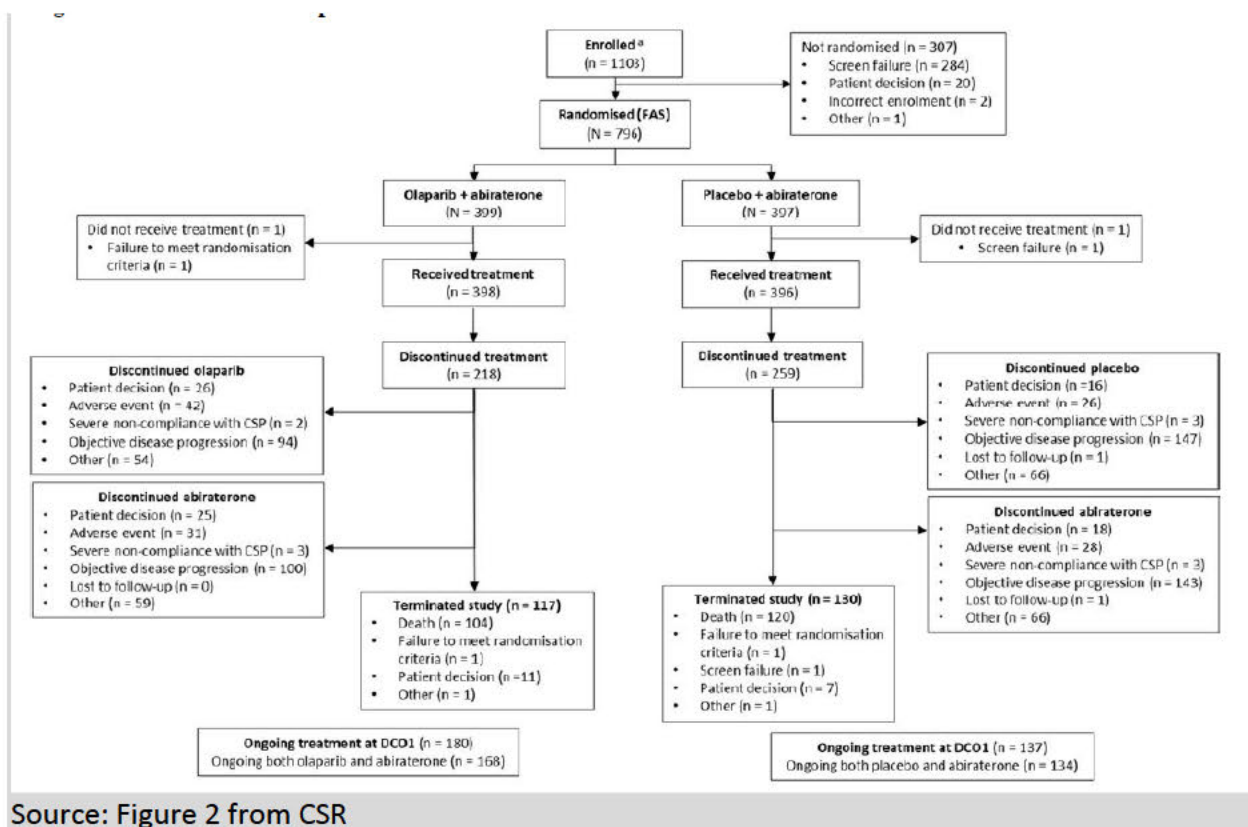 Enrolled a
(n = 1103)
Not randomised (n = 307)
• Screen failure (n = 284)
• Patient decision (n = 20)
• Incorrect enrolment (n = 2)
• Other (n = 1)
Randomised (FAS)
(N = 796)
Olaparib + abiraterone
(N = 399)
Placebo + abiraterone
(N = 397)
Did not receive treatment (n = 1)
• Failure to meet randomisation
criteria (n = 1)
Did not receive treatment (n = 1)
• Screen failure (n = 1)
Received treatment
(n = 398)
Received treatment
(n = 396)
Discontinued treatment
(n = 218)
Discontinued treatment
(n = 259)
Discontinued olaparib
• Patient decision (n = 26)
• Adverse event (n = 42)
• Severe non-compliance with CSP (n = 2)
• Objective disease progression (n = 94)
• Other (n = 54)
Discontinued placebo
• Patient decision (n =16)
• Adverse event (n = 26)
• Severe non-compliance with CSP (n = 3)
• Objective disease progression (n = 147)
• Lost to follow-up (n = 1)
• Other (n = 66)
Discontinued abiraterone
• Patient decision (n = 25)
• Adverse event (n = 31)
• Severe non-compliance with CSP (n = 3)
• Objective disease progression (n = 100)
• Lost to follow-up (n = 0)
• Other (n = 59)
Discontinued abiraterone
• Patient decision (n = 18)
• Adverse event (n = 28)
• Severe non-compliance with CSP (n = 3)
• Objective disease progression (n = 143)
• Lost to follow-up (n = 1)
• Other (n = 66)
Terminated study (n = 117)
• Death (n = 104)
• Failure to meet randomisation
criteria (n = 1)
• Patient decision (n =11)
• Other (n = 1)
Terminated study (n = 130)
• Death (n = 120)
• Failure to meet randomisation
criteria (n = 1)
• Screen failure (n = 1)
• Patient decision (n = 7)
• Other (n = 1)
Ongoing treatment at DCO1 (n = 180)
Ongoing both olaparib and abiraterone (n = 168)
Ongoing treatment at DCO1 (n = 137)
Ongoing both placebo and abiraterone (n = 134)
Source: Figure 2 from CSR